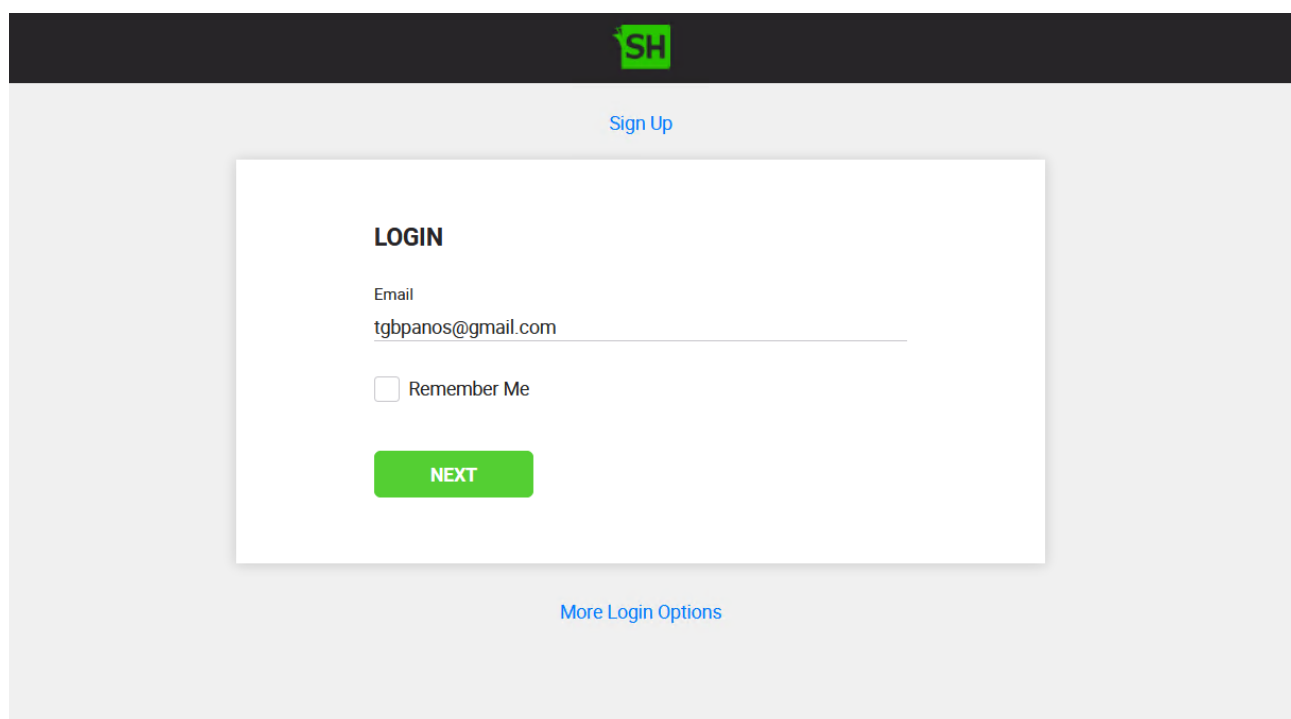 SH
Sign Up
LOGIN
Email
tgbpanos@gmail.com
Remember Me
NEXT
More Login Options